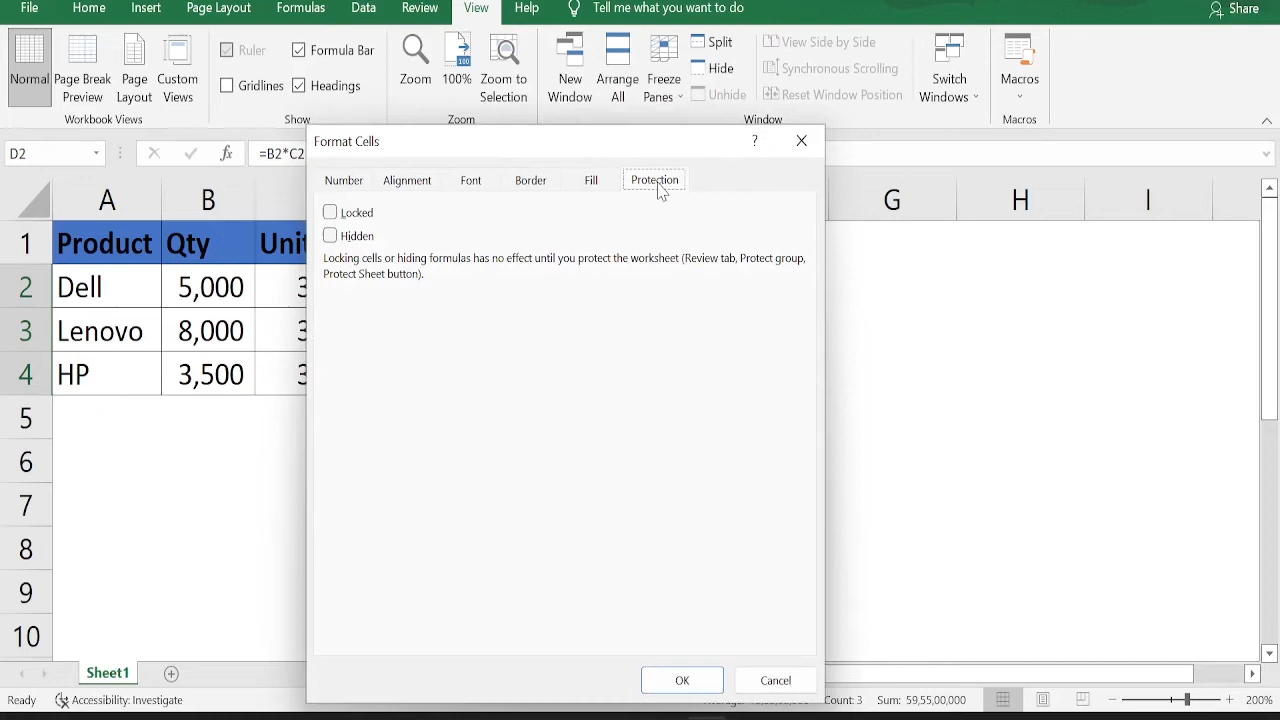 File Home Insert Page Layout Formulas Data Review View Help Tell me what you want to do Share
Normal Page Break Preview Page Layout Custom Views
Ruler Formula Bar
Gridlines Headings
Zoom 100% Zoom to Selection
New Window Arrange All Freeze Panes
Split
Hide
Unhide
View Side by Side
Synchronous Scrolling
Reset Window Position
Switch Windows
Macros
Workbook Views Show Zoom Window Macros
D2 fx =B2*C2
Format Cells ?
Number Alignment Font Border Fill Protection
Locked
Hidden
Locking cells or hiding formulas has no effect until you protect the worksheet (Review tab, Protect group,
Protect Sheet button).
OK Cancel
A B G H I
1 Product Qty Unit
2 Dell 5,000 3
3 Lenovo 8,000 3
4 HP 3,500 3
5
6
7
8
9
10
Sheet1
Ready Accessibility: Investigate Count: 3 Sum: 59,55,00,000 200%